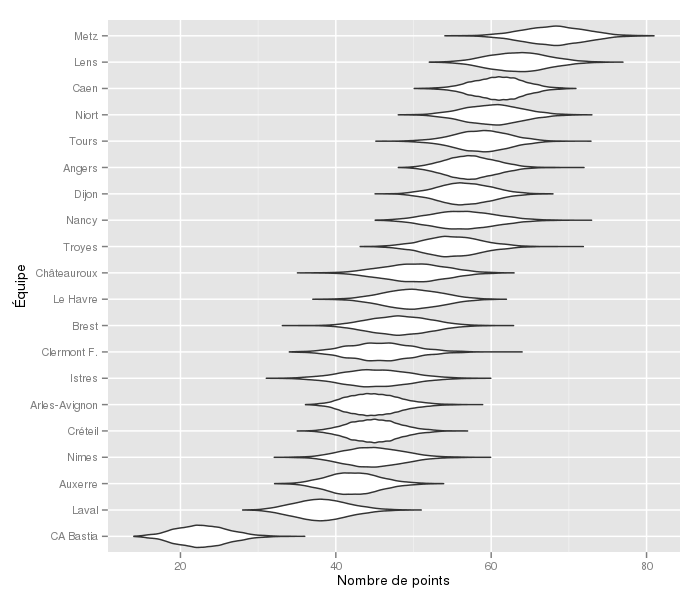 Équipe
Metz
Lens
Caen
Niort
Tours
Angers
Dijon
Nancy
Troyes
Châteauroux
Le Havre
Brest
Clermont F.
Istres
Arles-Avignon
Créteil
Nimes
Auxerre
Laval
CA Bastia
20 40 60 80
Nombre de points